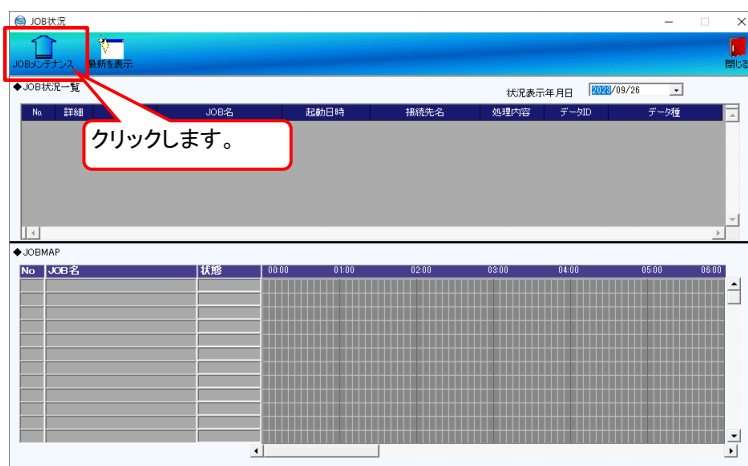 JOB状況
JOBメンテナンス 最新を表示 閉じる
◆JOB状況一覧 状況表示年月日 2023/09/26
No. 詳細 JOB名 起動日時 接続先名 処理内容 データID データ種
クリックします。
◆JOBMAP
No JOB名 状態 00:00 01:00 02:00 03:00 04:00 05:00 06:00